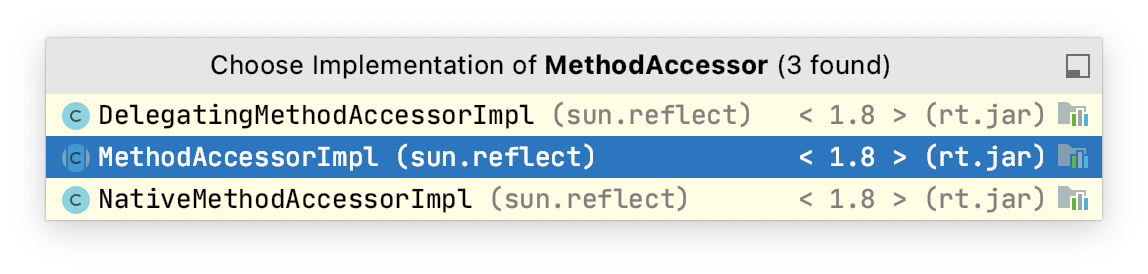 Choose Implementation of MethodAccessor (3 found)
C DelegatingMethodAccessorImpl (sun.reflect) < 1.8 > (rt.jar)
C MethodAccessorImpl (sun.reflect) < 1.8 > (rt.jar)
C NativeMethodAccessorImpl (sun.reflect) < 1.8 > (rt.jar)